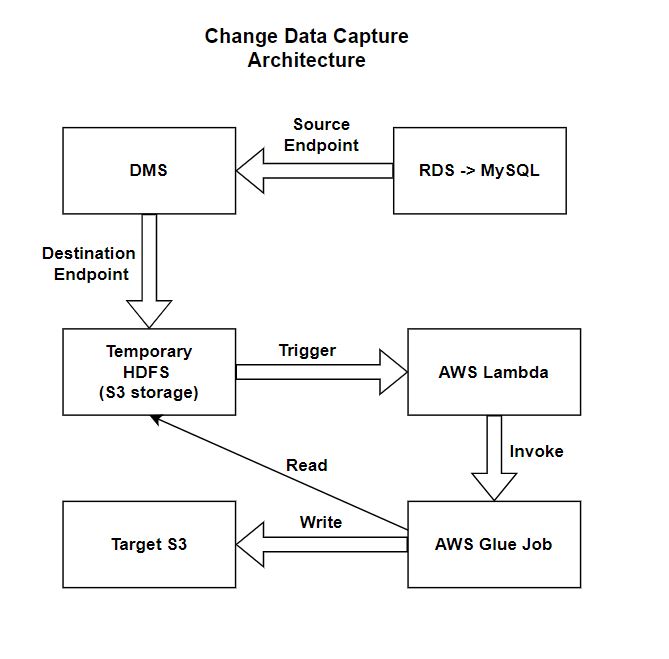 Change Data Capture
Architecture
Source
Endpoint
DMS
RDS -> MySQL
Destination
Endpoint
Temporary
HDFS
(S3 storage)
Trigger
AWS Lambda
Invoke
Read
Target S3
Write
AWS Glue Job